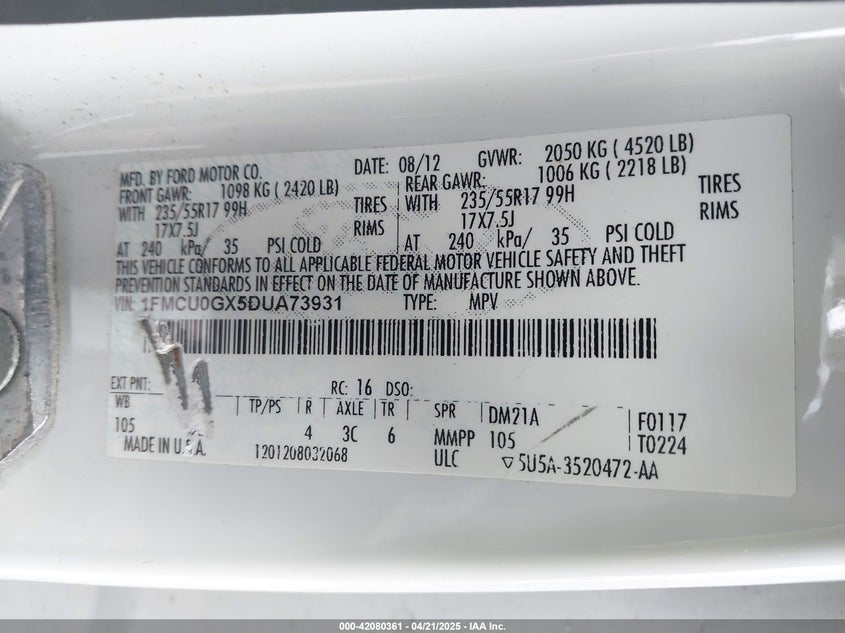 MFD. BY FORD MOTOR CO. DATE: 08/12 GVWR: 2050 KG ( 4520 LB)
FRONT GAWR: 1098 KG ( 2420 LB) REAR GAWR: 1006 KG ( 2218 LB)
WITH 235/55R17 99H TIRES WITH 235/55R17 99H TIRES
17X7.5J RIMS 17X7.5J RIMS
AT 240 kPa/ 35 PSI COLD AT 240 kPa/ 35 PSI COLD
THIS VEHICLE CONFORMS TO ALL APPLICABLE FEDERAL MOTOR VEHICLE SAFETY AND THEFT
PREVENTION STANDARDS IN EFFECT ON THE DATE OF MANUFACTURE SHOWN ABOVE.
VIN: 1FMCU0GX5DUA73931 TYPE: MPV
EXT PNT: RC: 16 DSO:
WB TP/PS R AXLE TR SPR DM21A F0117
105 4 3C 6 MMPP 105 T0224
MADE IN U.S.A. 1201208032068 ULC ▽5U5A-3520472-AA
000-42080361 | 04/21/2025 | IAA Inc.